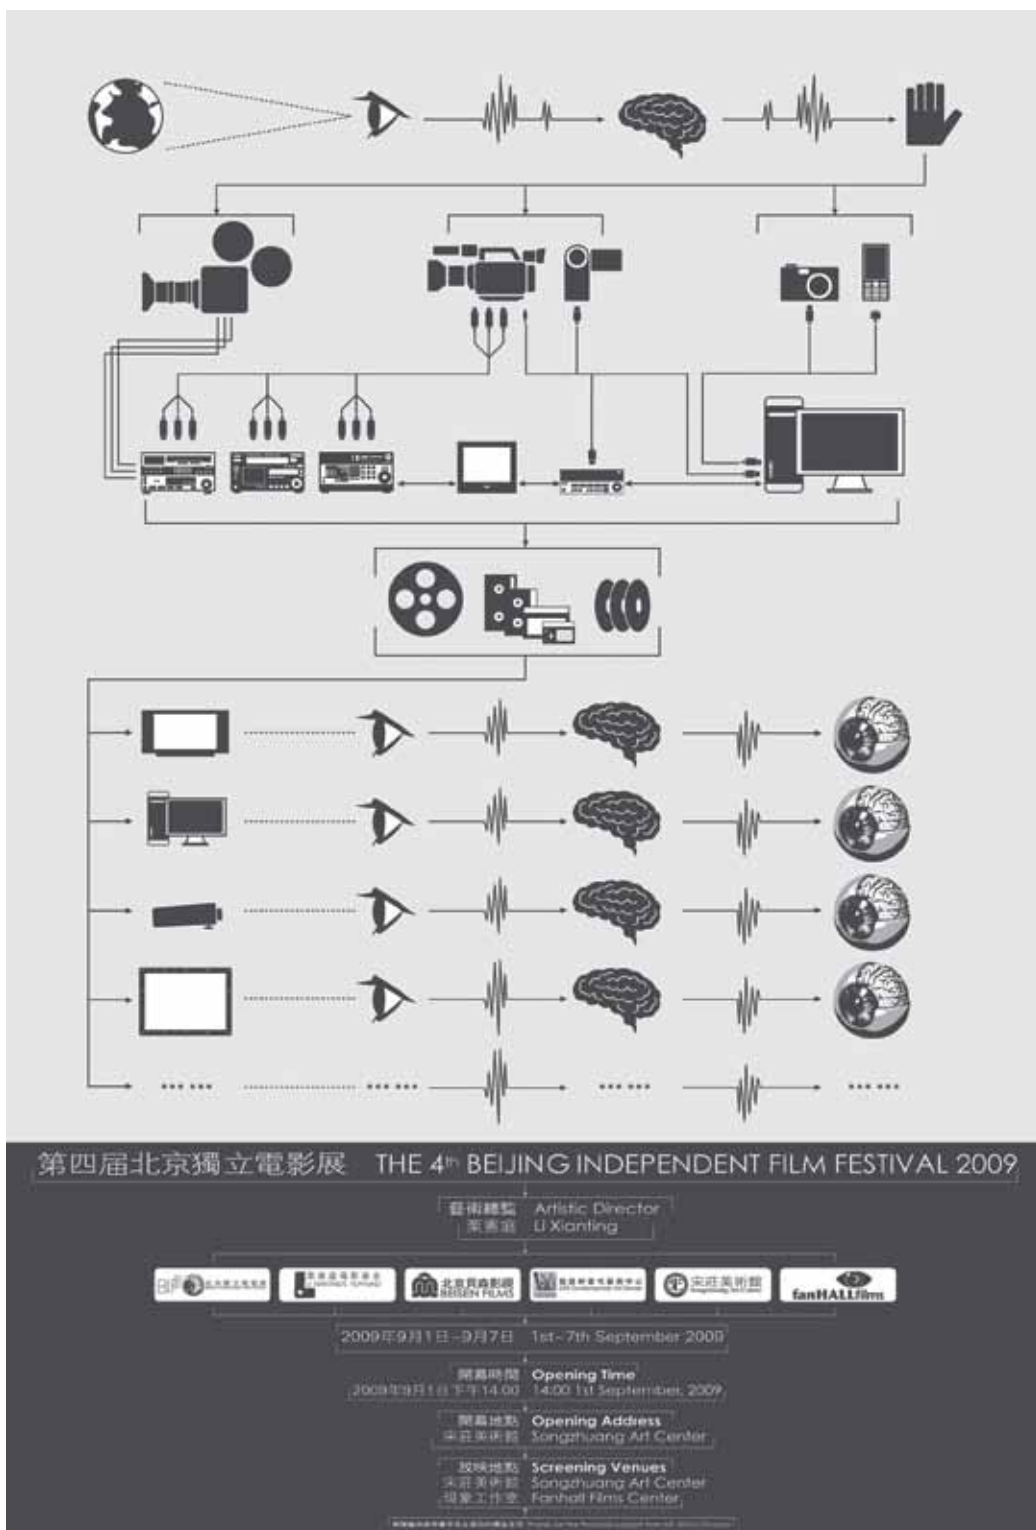 第四届北京獨立電影展 THE 4th BEIJING INDEPENDENT FILM FESTIVAL 2009
藝術總監 Artistic Director
栗憲庭 Li Xianting
北京貝森影視
BEISEN FILMS
宋莊美術館
fanHALLfilms
2009年9月1日-9月7日 1st-7th September 2009
開幕時間 Opening Time
2009年9月1日下午14:00 14:00 1st September, 2009
開幕地點 Opening Address
宋莊美術館 Songzhuang Art Center
放映地點 Screening Venues
宋莊美術館 Songzhuang Art Center
現象工作室 Fanhall Films Center